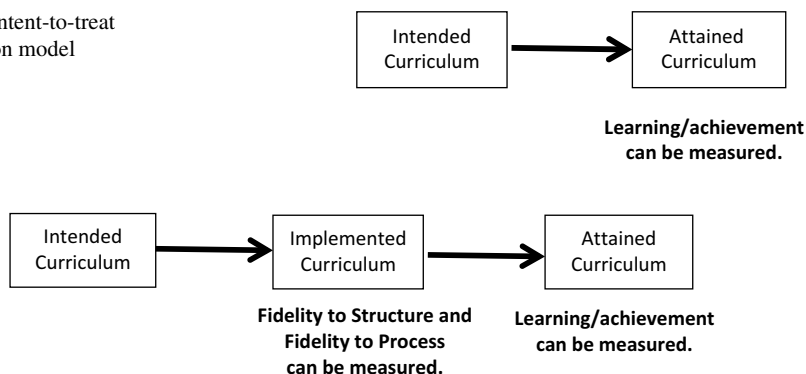 ntent-to-treat
on model
Intended
Curriculum
Attained
Curriculum
Learning/achievement
can be measured.
Intended
Curriculum
Implemented
Curriculum
Attained
Curriculum
Fidelity to Structure and
Fidelity to Process
can be measured.
Learning/achievement
can be measured.